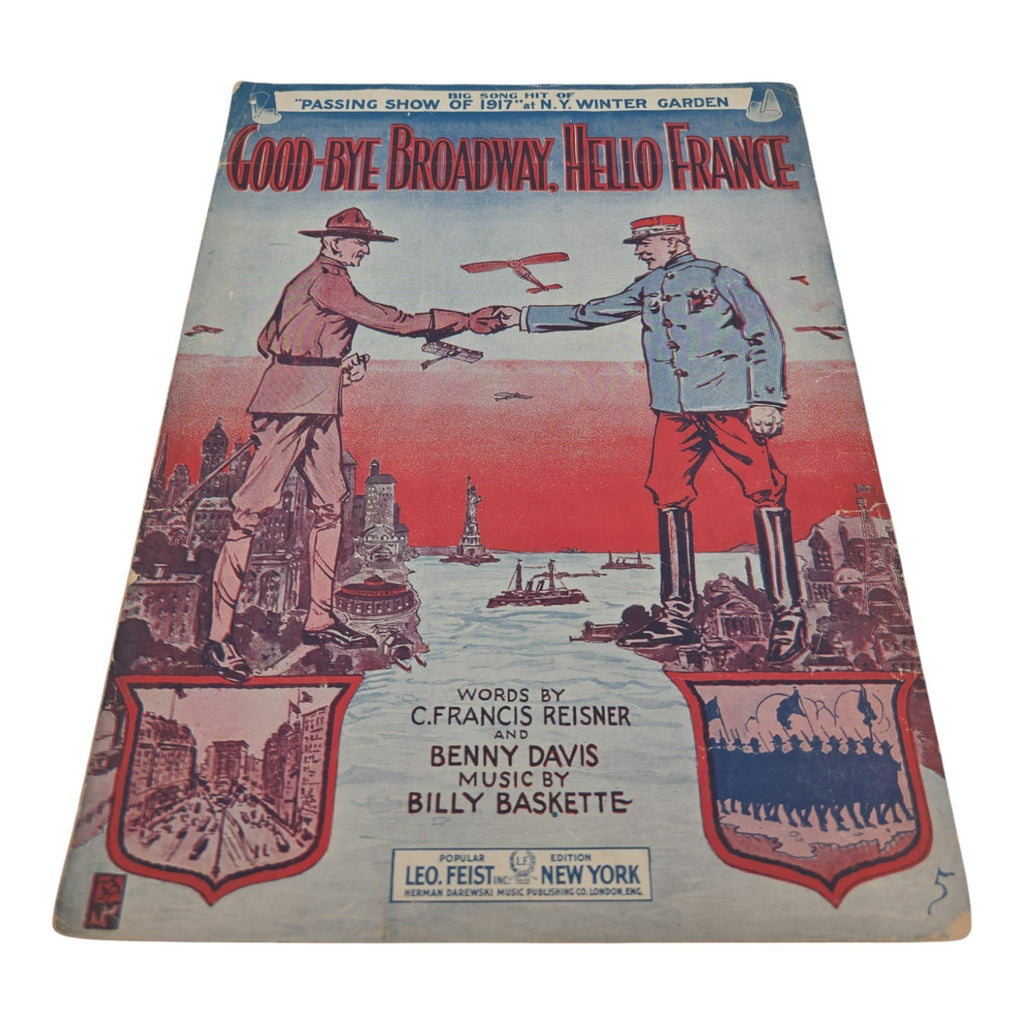 BIG SONG HIT OF
"PASSING SHOW OF 1917" at N.Y. WINTER GARDEN
GOOD-BYE BROADWAY, HELLO FRANCE
WORDS BY
C. FRANCIS REISNER
AND
BENNY DAVIS
MUSIC BY
BILLY BASKETTE
POPULAR LF EDITION
LEO. FEIST INC. NEW YORK
HERMAN DAREWSKI MUSIC PUBLISHING CO. LONDON, ENG.
5